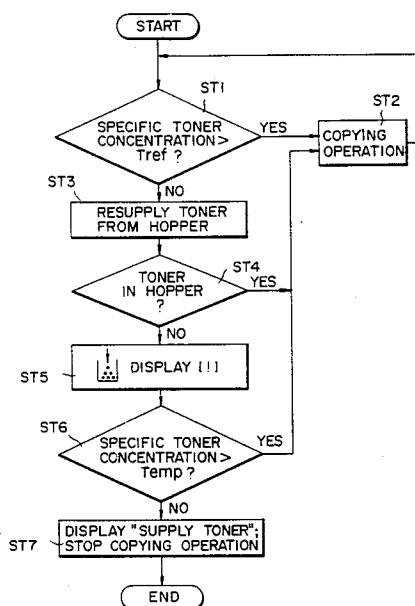 START
ST1
SPECIFIC TONER
CONCENTRATION>
Tref ?
YES
NO
ST2
COPYING
OPERATION
ST3
RESUPPLY TONER
FROM HOPPER
ST4
TONER
IN HOPPER
?
YES
NO
ST5
DISPLAY [!]
ST6
SPECIFIC TONER
CONCENTRATION>
Temp ?
YES
NO
ST7
DISPLAY "SUPPLY TONER";
STOP COPYING OPERATION
END